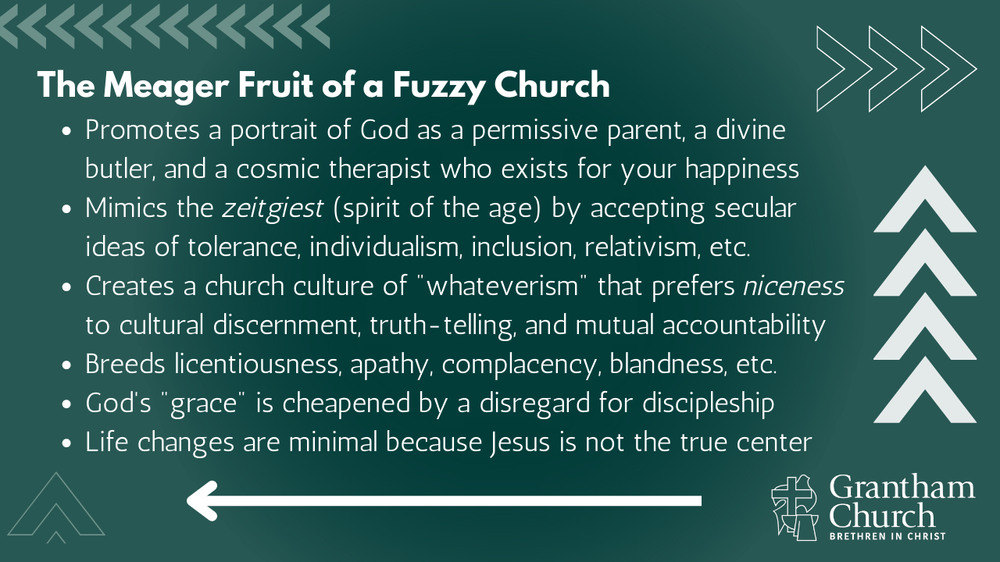 The Meager Fruit of a Fuzzy Church
• Promotes a portrait of God as a permissive parent, a divine
butler, and a cosmic therapist who exists for your happiness
• Mimics the zeitgiest (spirit of the age) by accepting secular
ideas of tolerance, individualism, inclusion, relativism, etc.
• Creates a church culture of "whateverism" that prefers niceness
to cultural discernment, truth-telling, and mutual accountability
• Breeds licentiousness, apathy, complacency, blandness, etc.
• God's "grace" is cheapened by a disregard for discipleship
• Life changes are minimal because Jesus is not the true center
Grantham
Church
BRETHREN IN CHRIST